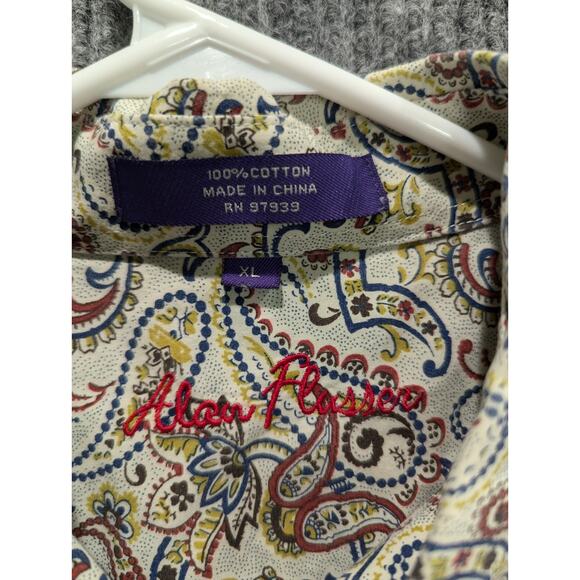 100% COTTON
MADE IN CHINA
RN 97939
XL
Alan Flusser